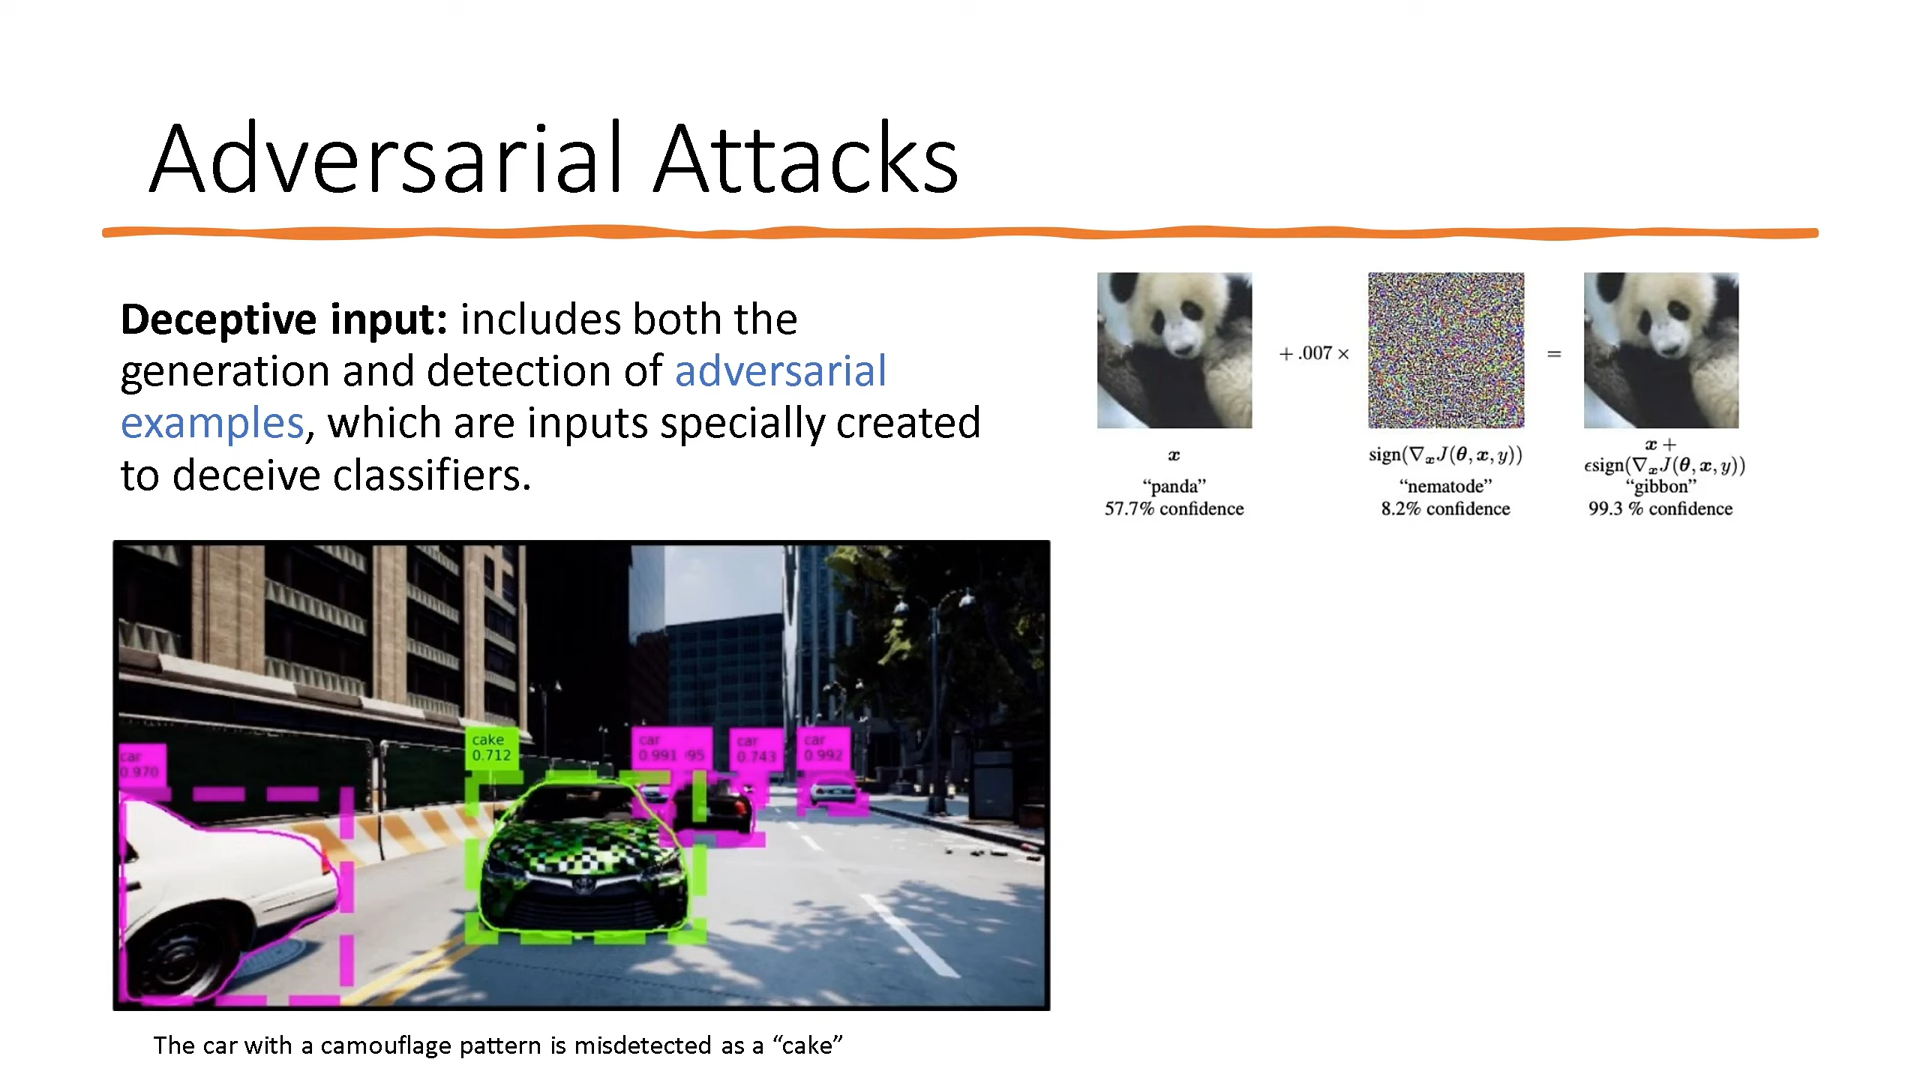 Adversarial Attacks
Deceptive input: includes both the
generation and detection of adversarial
examples, which are inputs specially created
to deceive classifiers.
+ .007 ×
=
x
“panda”
57.7% confidence
sign(∇ₓJ(θ, x, y))
“nematode”
8.2% confidence
x +
ϵsign(∇ₓJ(θ, x, y))
“gibbon”
99.3 % confidence
car
0.970
cake
0.712
car
0.991
car
0.743
car
0.992
The car with a camouflage pattern is misdetected as a “cake”